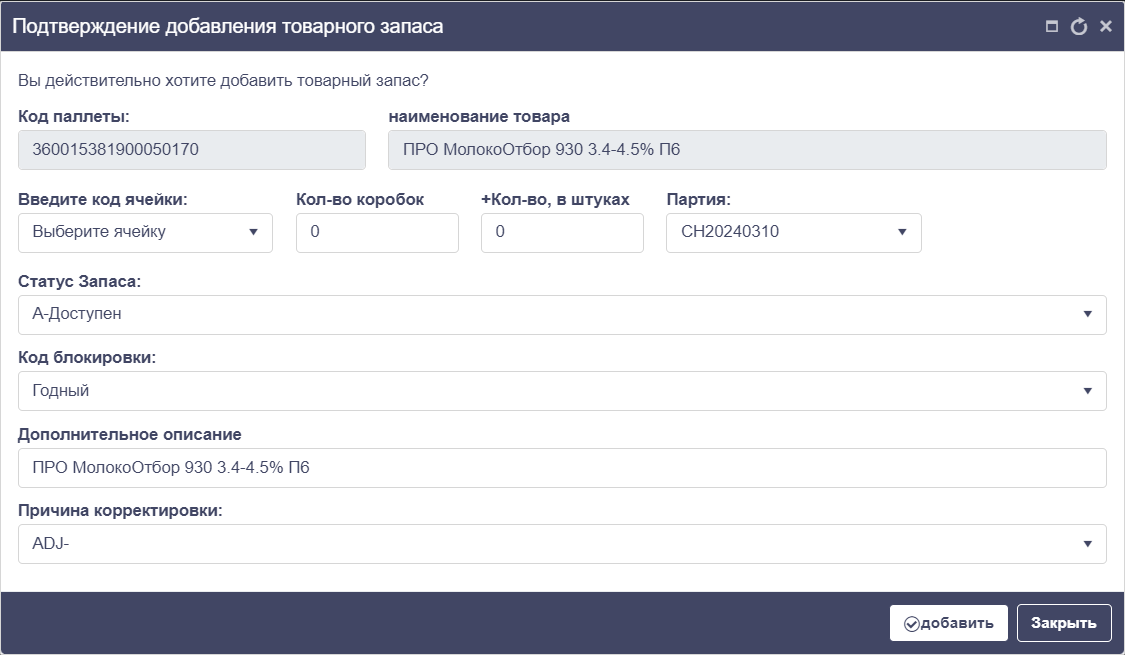 Подтверждение добавления товарного запаса
Вы действительно хотите добавить товарный запас?
Код паллеты: наименование товара
360015381900050170 ПРО МолокоОтбор 930 3.4-4.5% П6
Введите код ячейки: Кол-во коробок +Кол-во, в штуках Партия:
Выберите ячейку 0 0 СН20240310
Статус Запаса:
А-Доступен
Код блокировки:
Годный
Дополнительное описание
ПРО МолокоОтбор 930 3.4-4.5% П6
Причина корректировки:
ADJ-
добавить Закрыть